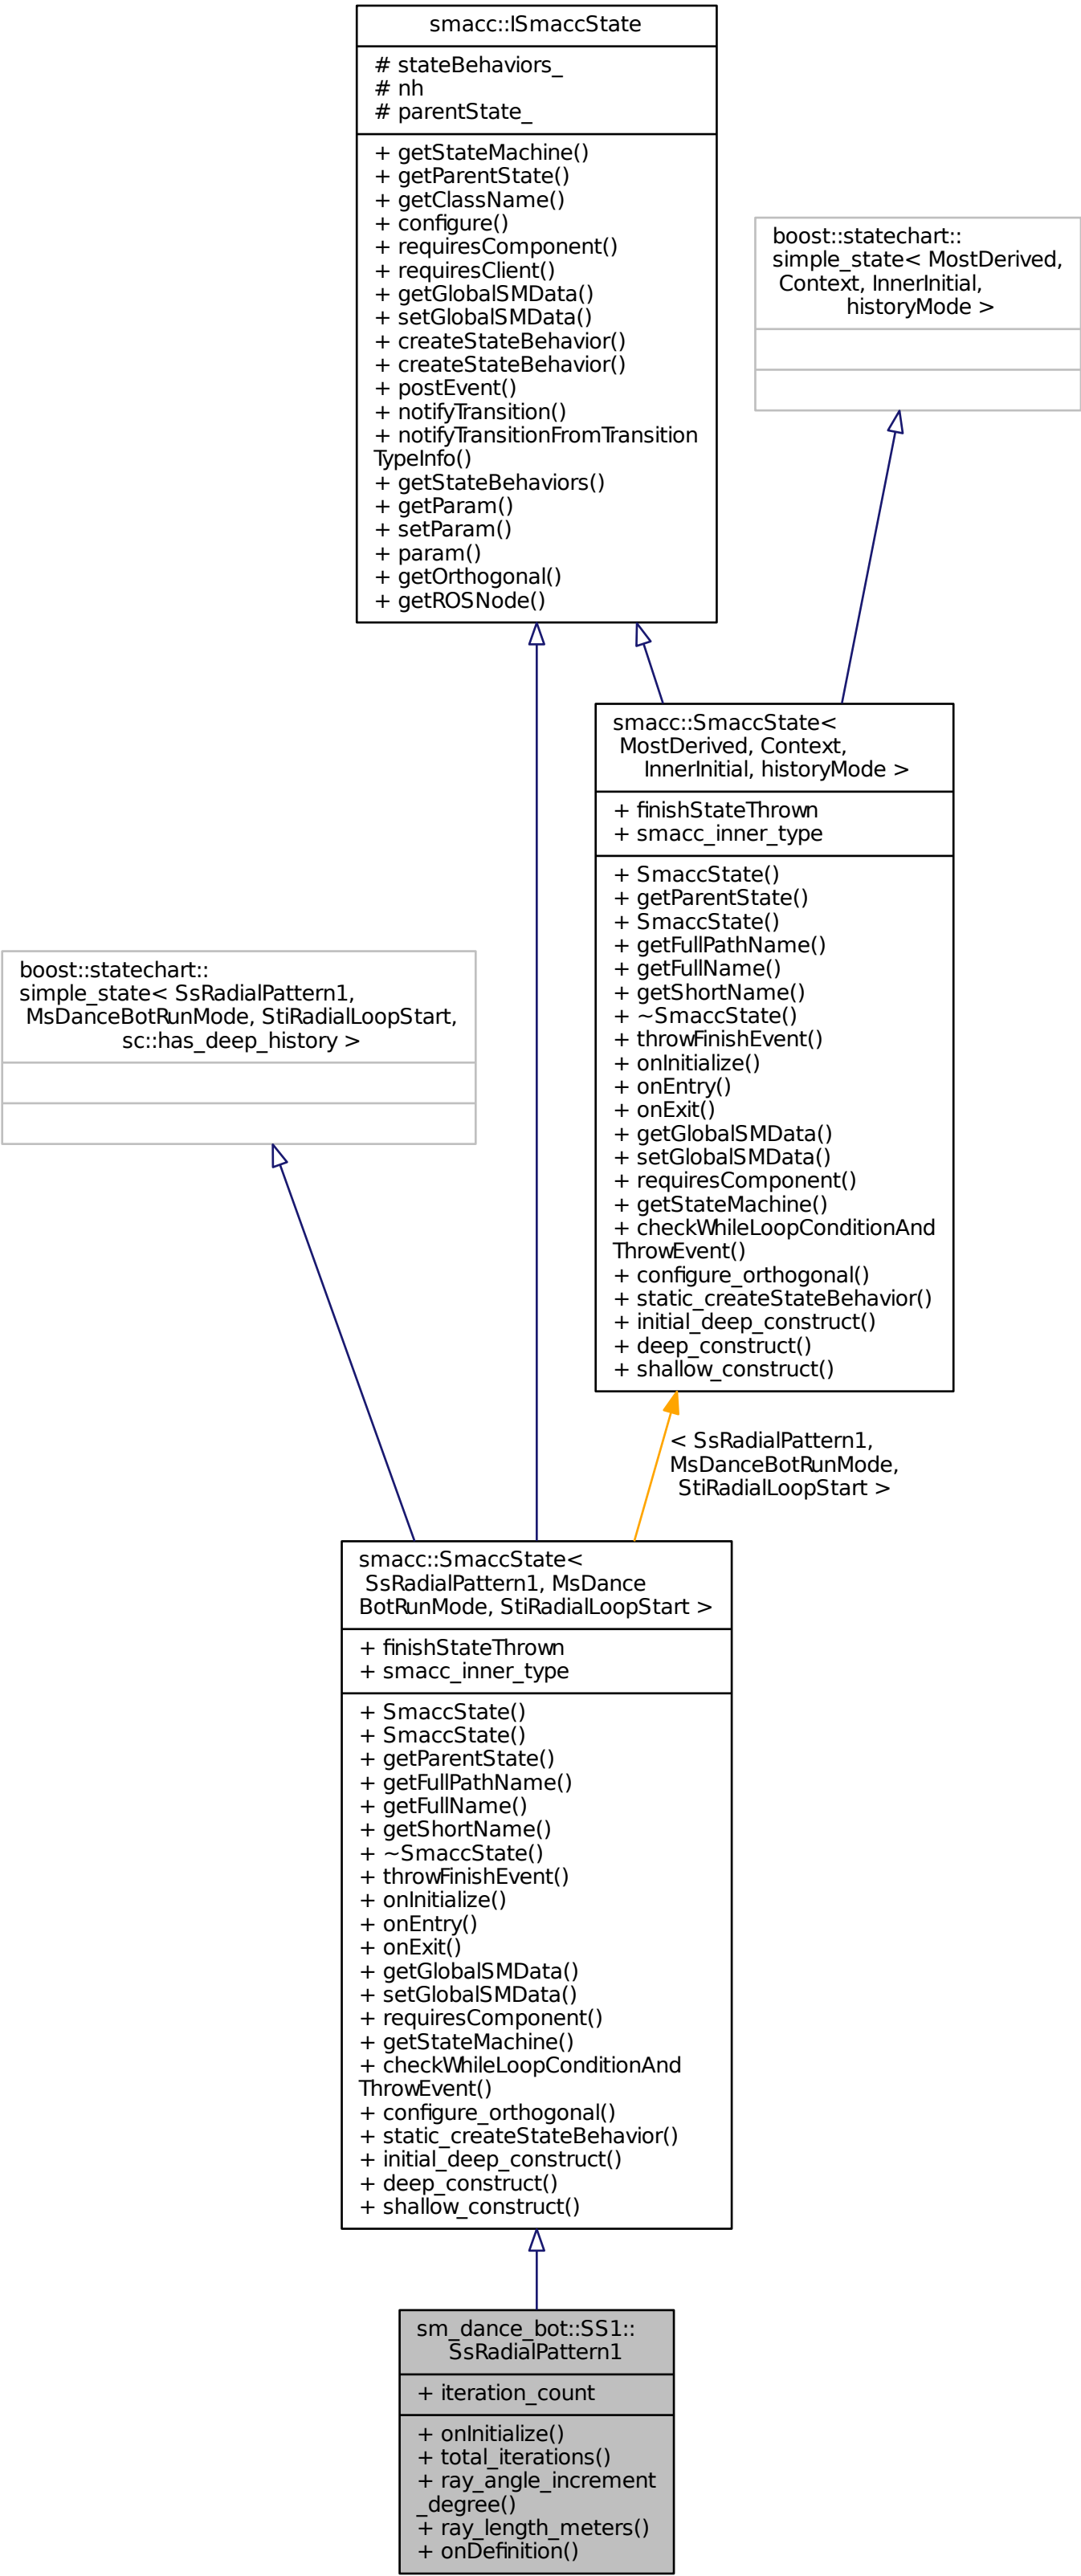 smacc::ISmaccState
# stateBehaviors_
# nh
# parentState_
+ getStateMachine()
+ getParentState()
+ getClassName()
+ configure()
+ requiresComponent()
+ requiresClient()
+ getGlobalSMData()
+ setGlobalSMData()
+ createStateBehavior()
+ createStateBehavior()
+ postEvent()
+ notifyTransition()
+ notifyTransitionFromTransition
TypeInfo()
+ getStateBehaviors()
+ getParam()
+ setParam()
+ param()
+ getOrthogonal()
+ getROSNode()
boost::statechart::
simple_state< MostDerived,
Context, InnerInitial,
historyMode >
smacc::SmaccState<
MostDerived, Context,
InnerInitial, historyMode >
+ finishStateThrown
+ smacc_inner_type
+ SmaccState()
+ getParentState()
+ SmaccState()
+ getFullPathName()
+ getFullName()
+ getShortName()
+ ~SmaccState()
+ throwFinishEvent()
+ onInitialize()
+ onEntry()
+ onExit()
+ getGlobalSMData()
+ setGlobalSMData()
+ requiresComponent()
+ getStateMachine()
+ checkWhileLoopConditionAnd
ThrowEvent()
+ configure_orthogonal()
+ static_createStateBehavior()
+ initial_deep_construct()
+ deep_construct()
+ shallow_construct()
boost::statechart::
simple_state< SsRadialPattern1,
MsDanceBotRunMode, StiRadialLoopStart,
sc::has_deep_history >
< SsRadialPattern1,
MsDanceBotRunMode,
StiRadialLoopStart >
smacc::SmaccState<
SsRadialPattern1, MsDance
BotRunMode, StiRadialLoopStart >
+ finishStateThrown
+ smacc_inner_type
+ SmaccState()
+ SmaccState()
+ getParentState()
+ getFullPathName()
+ getFullName()
+ getShortName()
+ ~SmaccState()
+ throwFinishEvent()
+ onInitialize()
+ onEntry()
+ onExit()
+ getGlobalSMData()
+ setGlobalSMData()
+ requiresComponent()
+ getStateMachine()
+ checkWhileLoopConditionAnd
ThrowEvent()
+ configure_orthogonal()
+ static_createStateBehavior()
+ initial_deep_construct()
+ deep_construct()
+ shallow_construct()
sm_dance_bot::SS1::
SsRadialPattern1
+ iteration_count
+ onInitialize()
+ total_iterations()
+ ray_angle_increment
_degree()
+ ray_length_meters()
+ onDefinition()